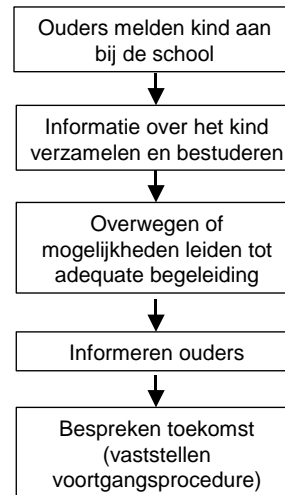 Ouders melden kind aan
bij de school
Informatie over het kind
verzamelen en bestuderen
Overwegen of
mogelijkheden leiden tot
adequate begeleiding
Informeren ouders
Bespreken toekomst
(vaststellen
voortgangsprocedure)